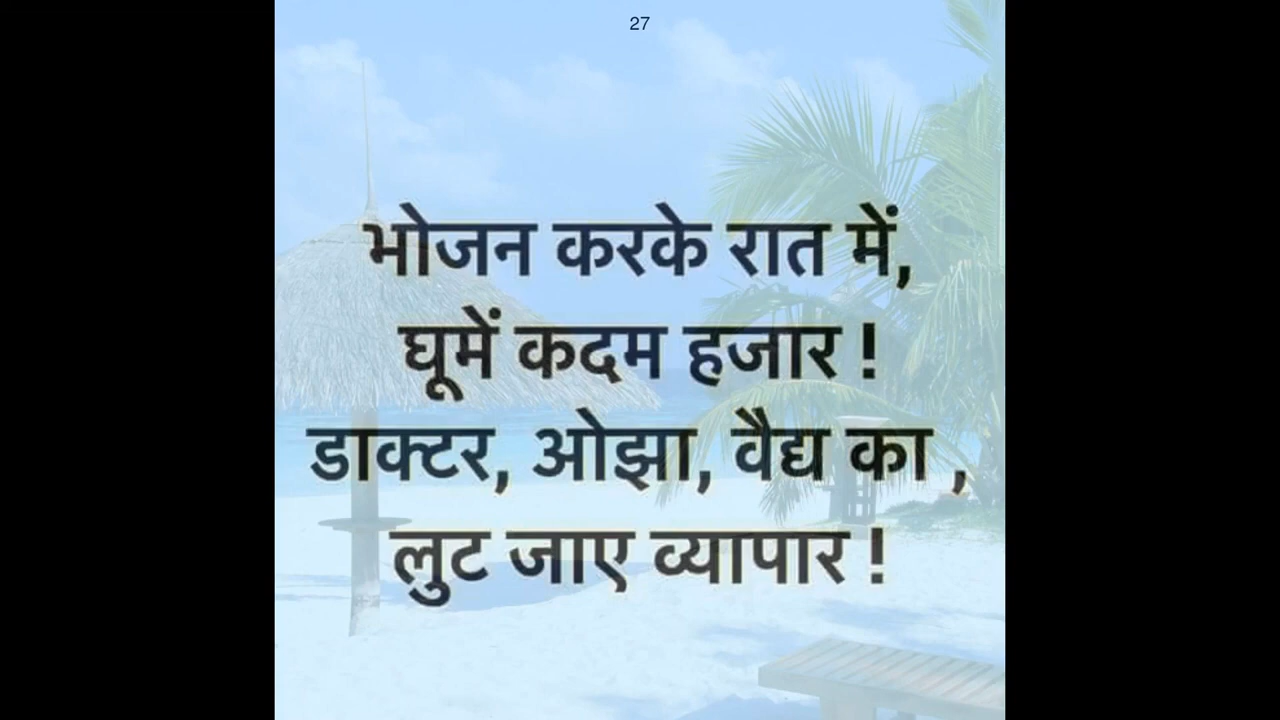 27
भोजन करके रात में,
घूमें कदम हजार !
डाक्टर, ओझा, वैद्य का ,
लुट जाए व्यापार !